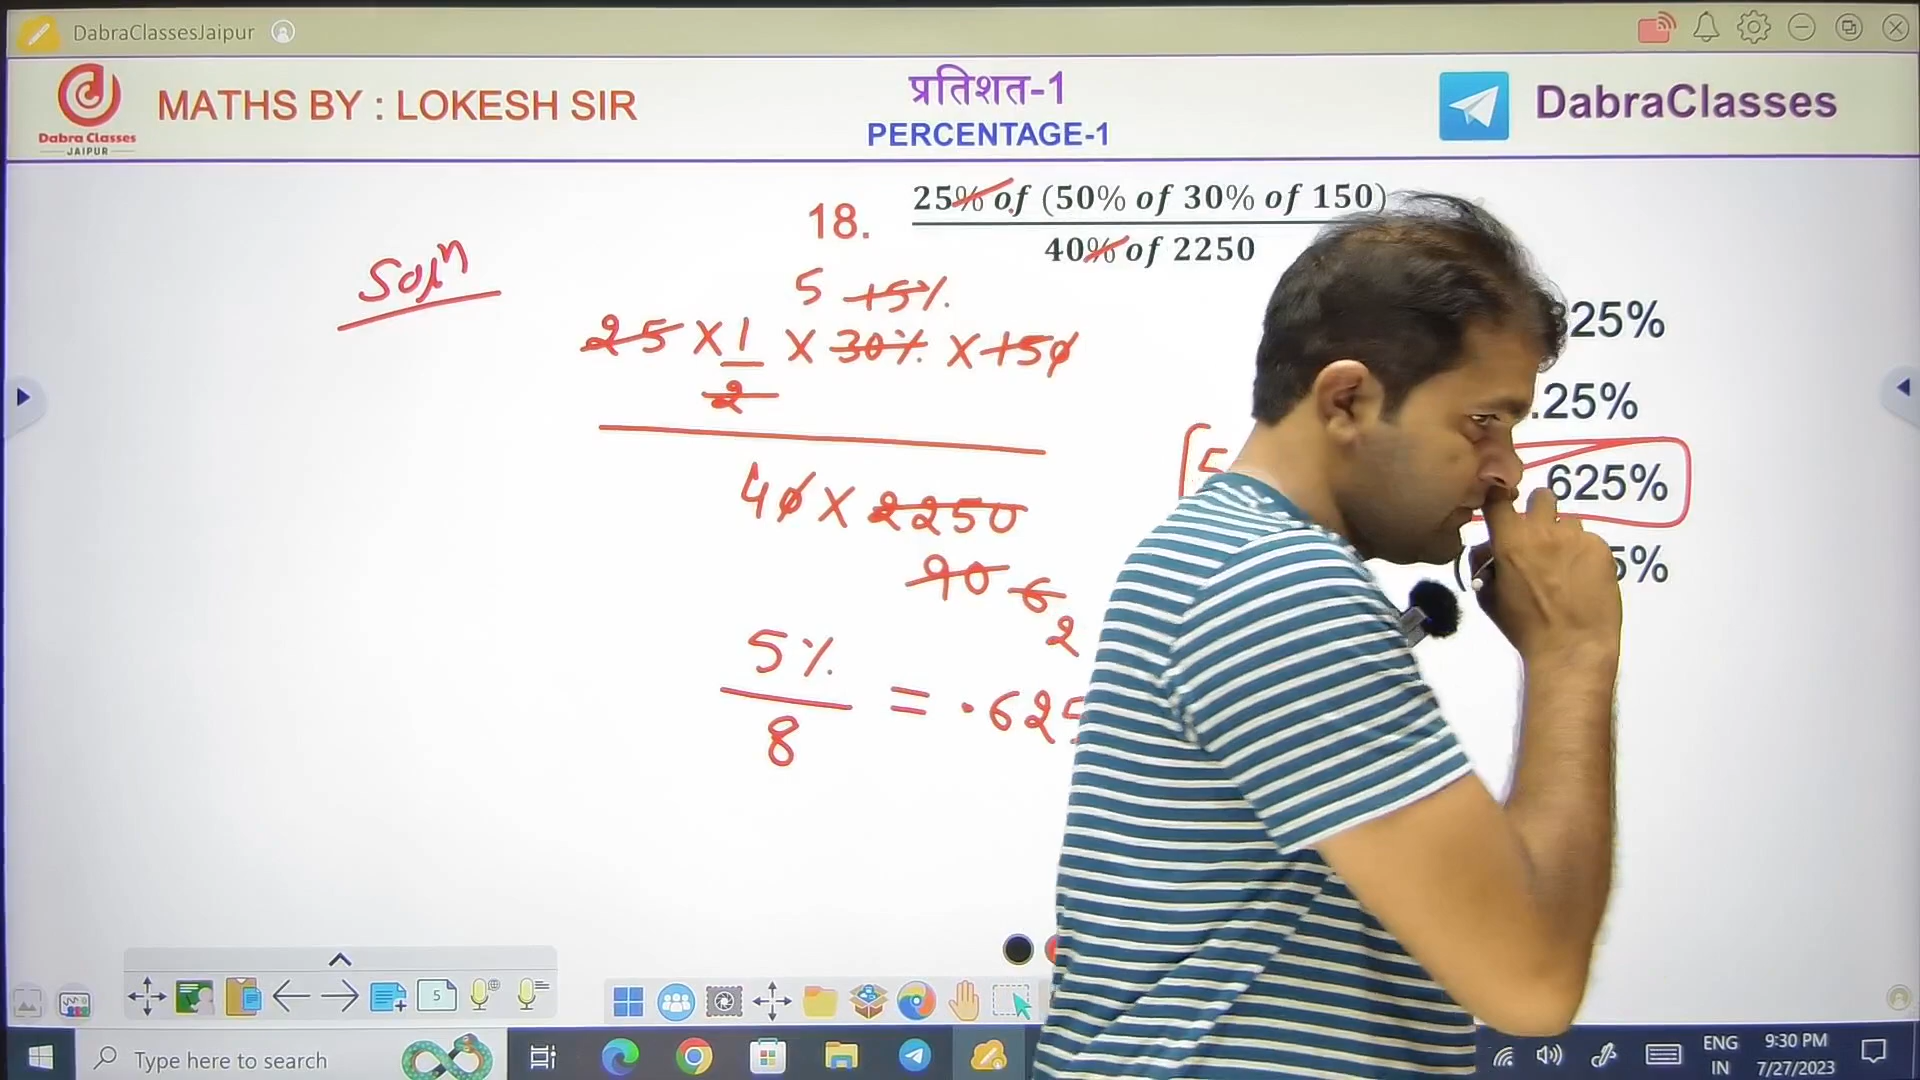 DabraClassesJaipur
Dabra Classes
JAIPUR
MATHS BY : LOKESH SIR
प्रतिशत-1
PERCENTAGE-1
DabraClasses
18. 25% of (50% of 30% of 150)
40% of 2250
Solⁿ
5 15%
25 X 1 X 30% X 150
2
40 X 2250
90 6
2
5%
8
= .625
25%
.25%
5
.625%
5%
5
Type here to search
ENG
IN
9:30 PM
7/27/2023